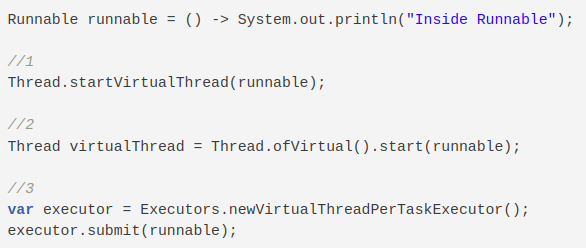 Runnable runnable = () -> System.out.println("Inside Runnable");
//1
Thread.startVirtualThread(runnable);
//2
Thread virtualThread = Thread.ofVirtual().start(runnable);
//3
var executor = Executors.newVirtualThreadPerTaskExecutor();
executor.submit(runnable);